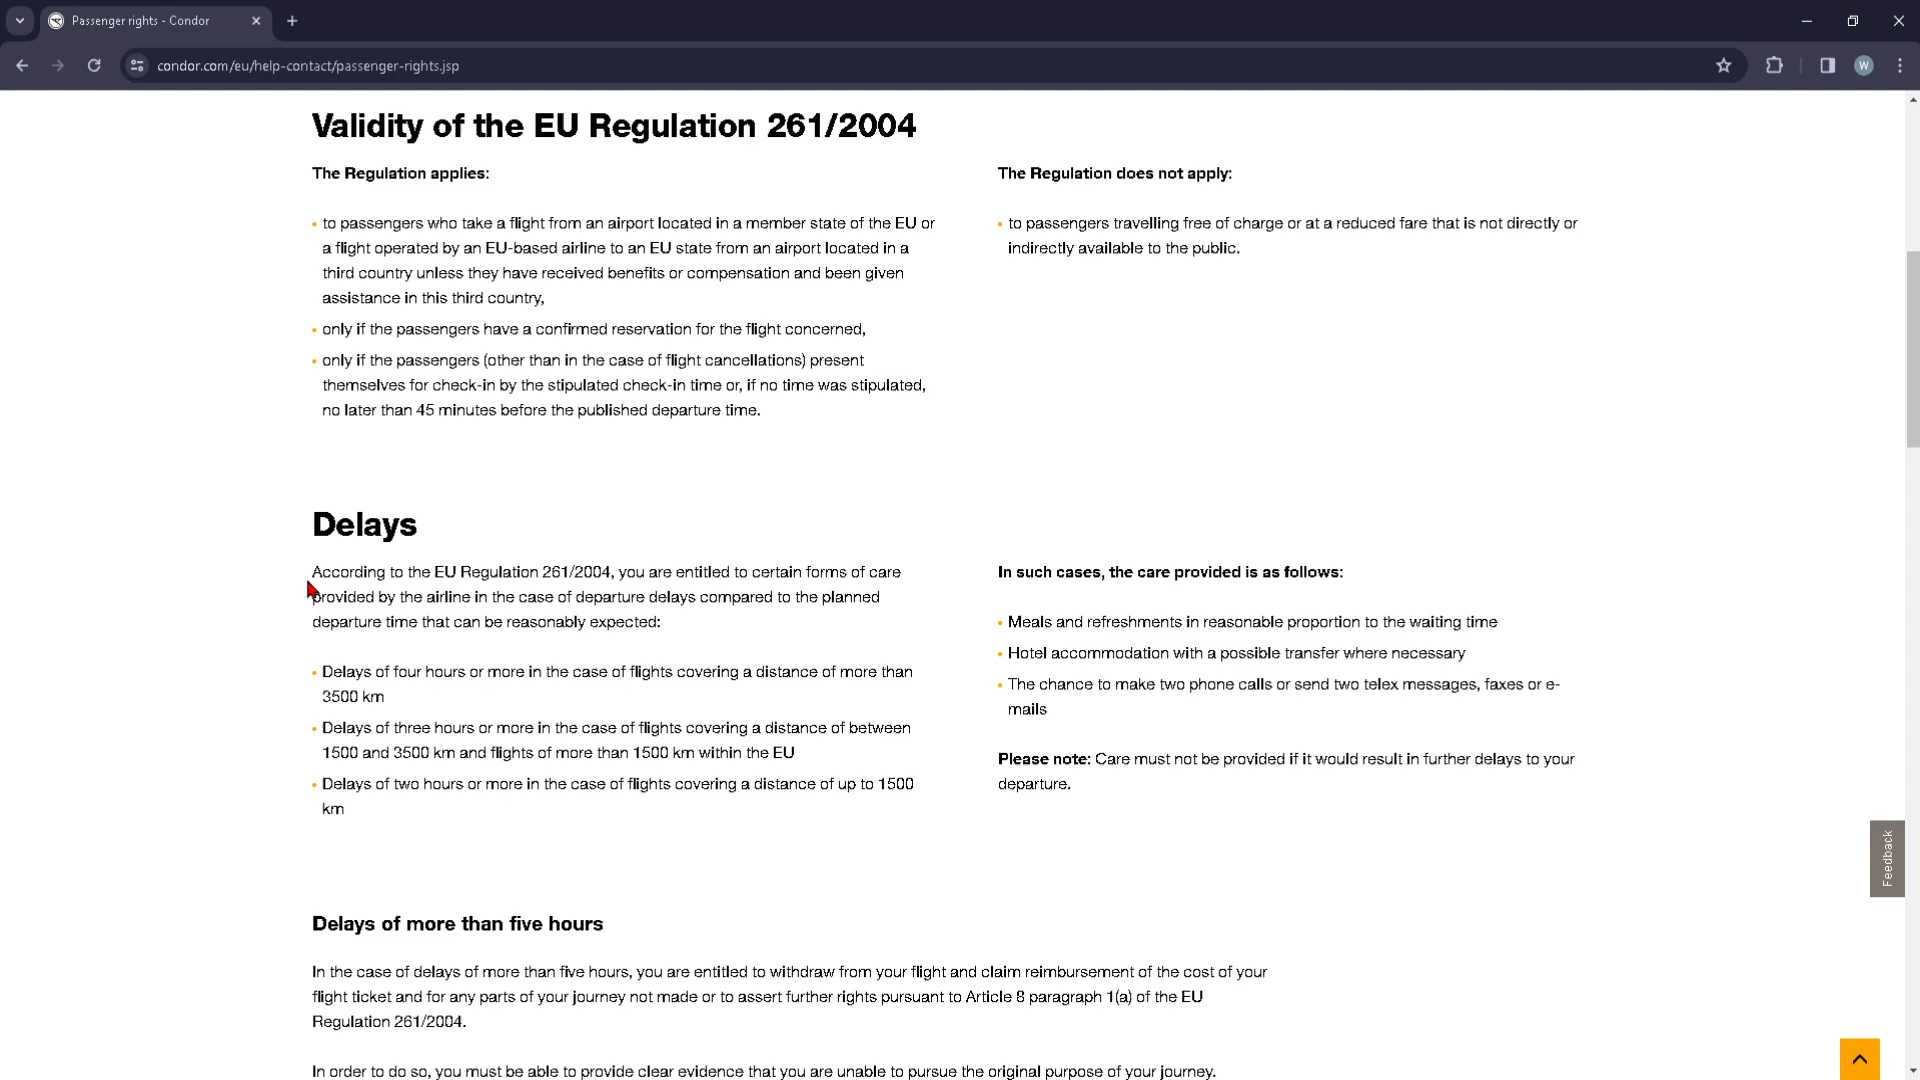 Passenger rights - Condor
condor.com/eu/help-contact/passenger-rights.jsp
W
Validity of the EU Regulation 261/2004
The Regulation applies:
to passengers who take a flight from an airport located in a member state of the EU or
a flight operated by an EU-based airline to an EU state from an airport located in a
third country unless they have received benefits or compensation and been given
assistance in this third country,
only if the passengers have a confirmed reservation for the flight concerned,
only if the passengers (other than in the case of flight cancellations) present
themselves for check-in by the stipulated check-in time or, if no time was stipulated,
no later than 45 minutes before the published departure time.
The Regulation does not apply:
to passengers travelling free of charge or at a reduced fare that is not directly or
indirectly available to the public.
Delays
According to the EU Regulation 261/2004, you are entitled to certain forms of care
provided by the airline in the case of departure delays compared to the planned
departure time that can be reasonably expected:
Delays of four hours or more in the case of flights covering a distance of more than
3500 km
Delays of three hours or more in the case of flights covering a distance of between
1500 and 3500 km and flights of more than 1500 km within the EU
Delays of two hours or more in the case of flights covering a distance of up to 1500
km
In such cases, the care provided is as follows:
Meals and refreshments in reasonable proportion to the waiting time
Hotel accommodation with a possible transfer where necessary
The chance to make two phone calls or send two telex messages, faxes or e-
mails
Please note: Care must not be provided if it would result in further delays to your
departure.
Feedback
Delays of more than five hours
In the case of delays of more than five hours, you are entitled to withdraw from your flight and claim reimbursement of the cost of your
flight ticket and for any parts of your journey not made or to assert further rights pursuant to Article 8 paragraph 1(a) of the EU
Regulation 261/2004.
In order to do so, you must be able to provide clear evidence that you are unable to pursue the original purpose of your journey.